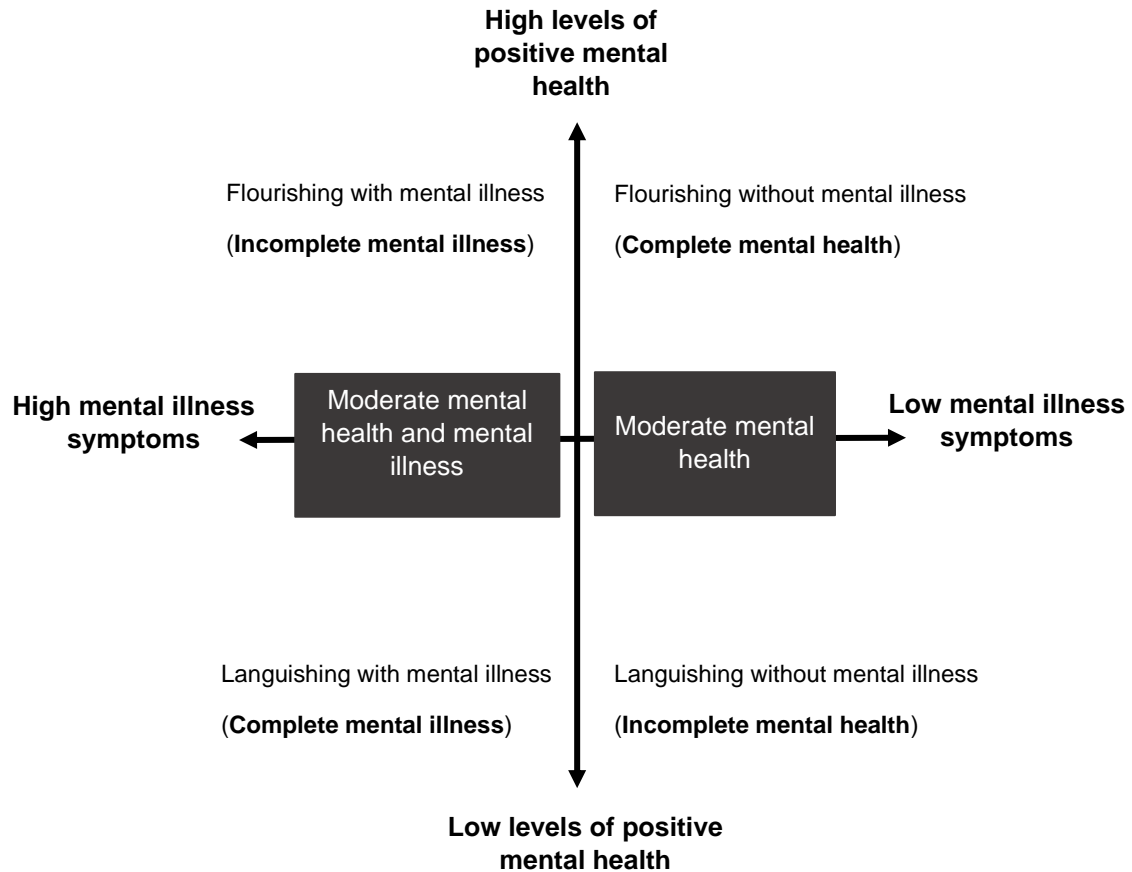 High levels of
positive mental
health
Flourishing with mental illness
(Incomplete mental illness)
Flourishing without mental illness
(Complete mental health)
High mental illness
symptoms
Moderate mental
health and mental
illness
Moderate mental
health
Low mental illness
symptoms
Languishing with mental illness
(Complete mental illness)
Languishing without mental illness
(Incomplete mental health)
Low levels of positive
mental health